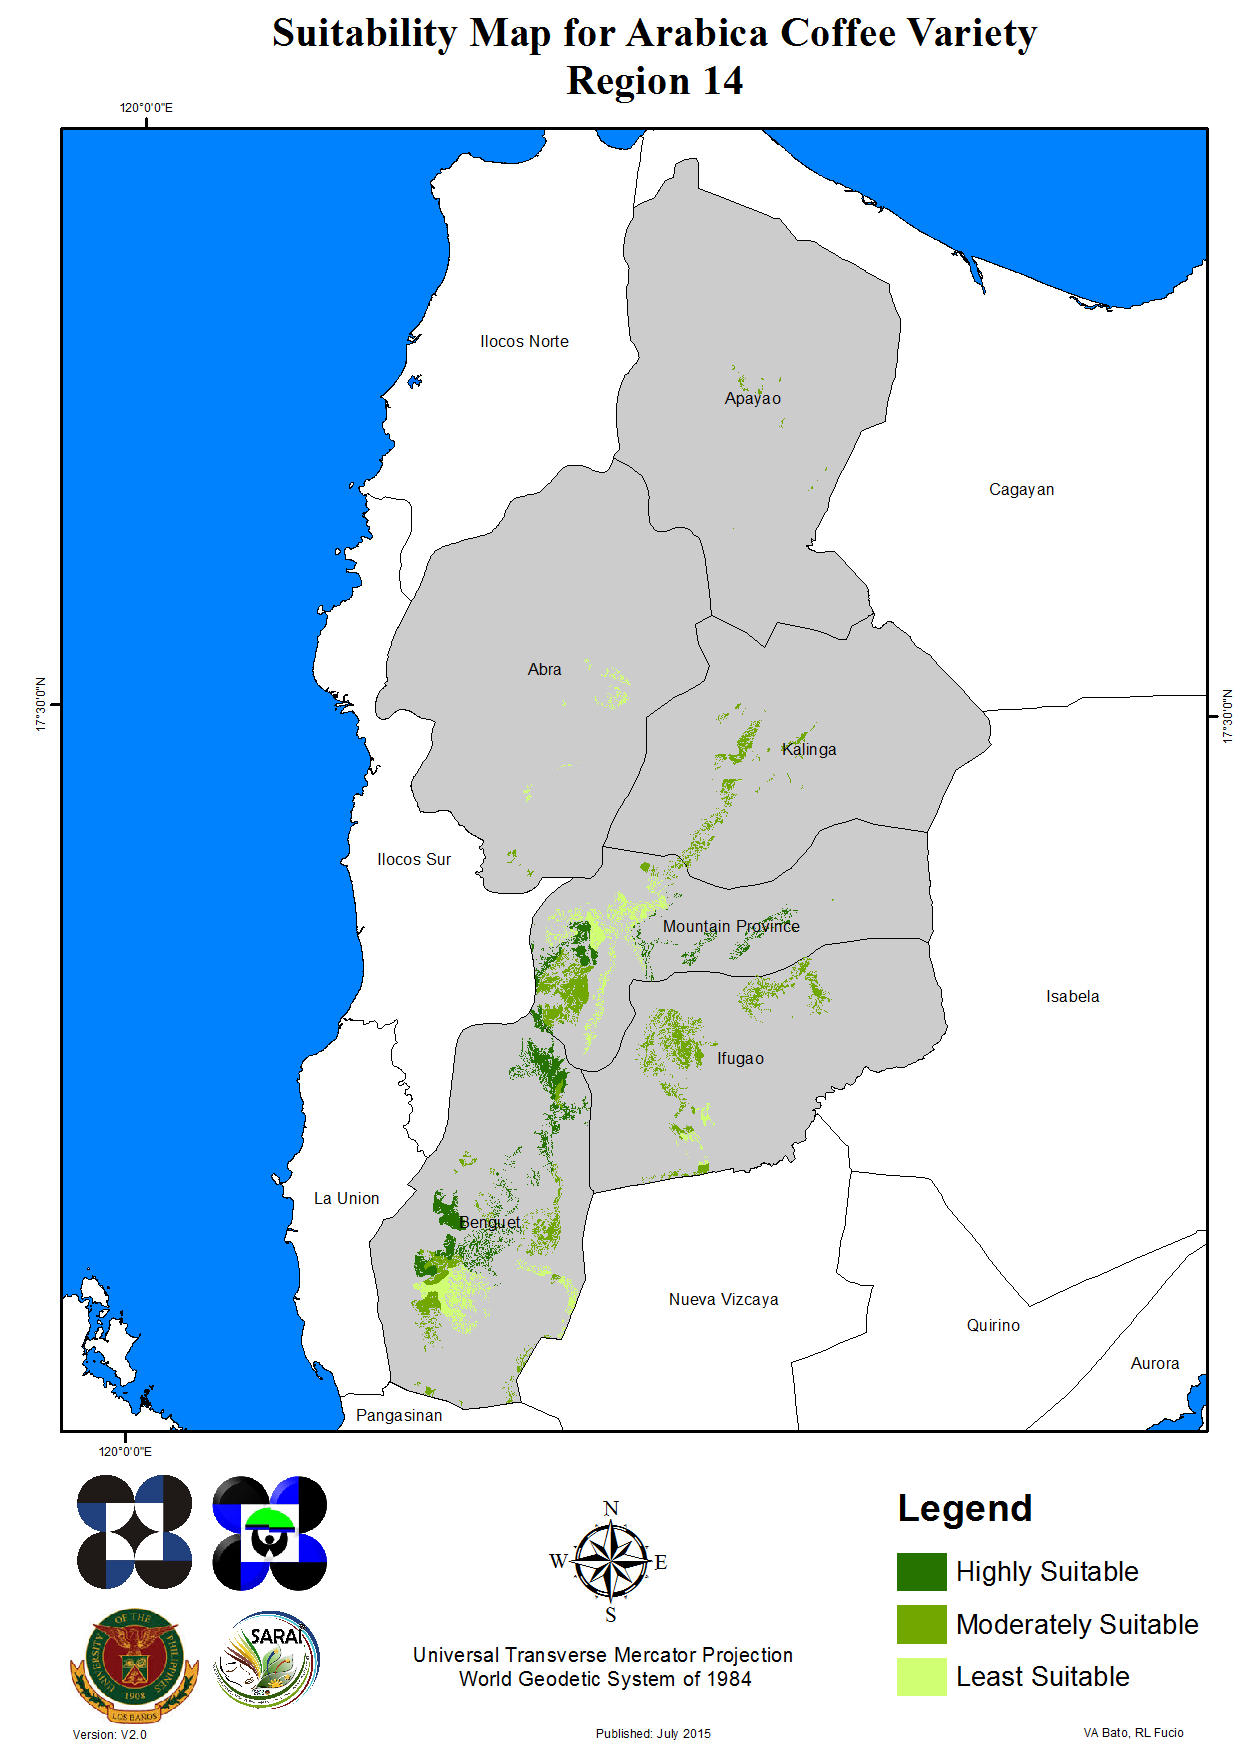 Suitability Map for Arabica Coffee Variety
Region 14
120°0'0"E
Ilocos Norte
Apayao
Cagayan
Abra
17°30'0"N
17°30'0"N
Kalinga
Ilocos Sur
Mountain Province
Isabela
Ifugao
La Union
Benguet
Nueva Vizcaya
Quirino
Aurora
Pangasinan
120°0'0"E
Legend
Highly Suitable
Moderately Suitable
Least Suitable
N
W
E
S
UNIVERSITY OF THE PHILIPPINES
1908
LOS BAÑOS
SARAI
Universal Transverse Mercator Projection
World Geodetic System of 1984
Version: V2.0
Published: July 2015
VA Bato, RL Fucio